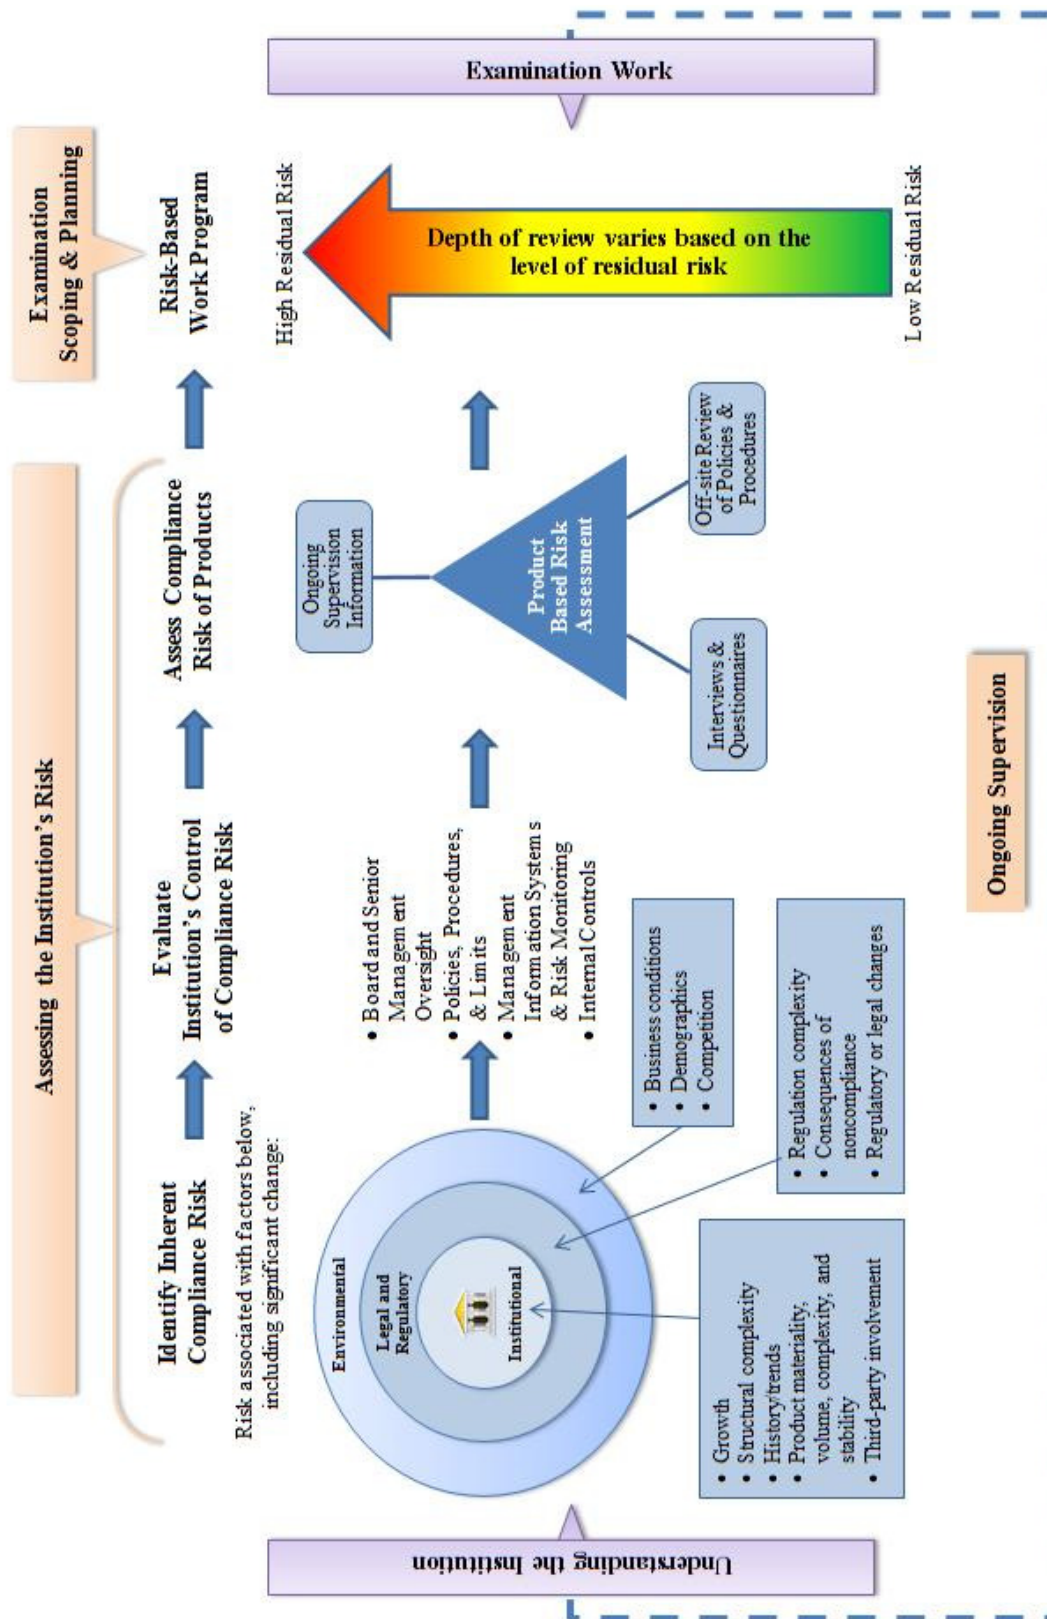 Assessing the Institution's Risk
Examination
Scoping & Planning
Identify Inherent
Compliance Risk
Evaluate
Institution's Control
of Compliance Risk
Assess Compliance
Risk of Products
Risk-Based
Work Program
Risk associated with factors below,
including significant change:
Understanding the Institution
Environmental
Legal and
Regulatory
Institutional
• Growth
• Structural complexity
• History/trends
• Product materiality,
volume, complexity, and
stability
• Third-party involvement
• Regulation complexity
• Consequences of
noncompliance
• Regulatory or legal changes
• Business conditions
• Demographics
• Competition
• Board and Senior
Management
Oversight
• Policies, Procedures,
& Limits
• Management
Information Systems
& Risk Monitoring
• Internal Controls
Ongoing
Supervision
Information
Product
Based Risk
Assessment
Interviews &
Questionnaires
Off-site Review
of Policies &
Procedures
High Residual Risk
Depth of review varies based on the
level of residual risk
Low Residual Risk
Examination Work
Ongoing Supervision